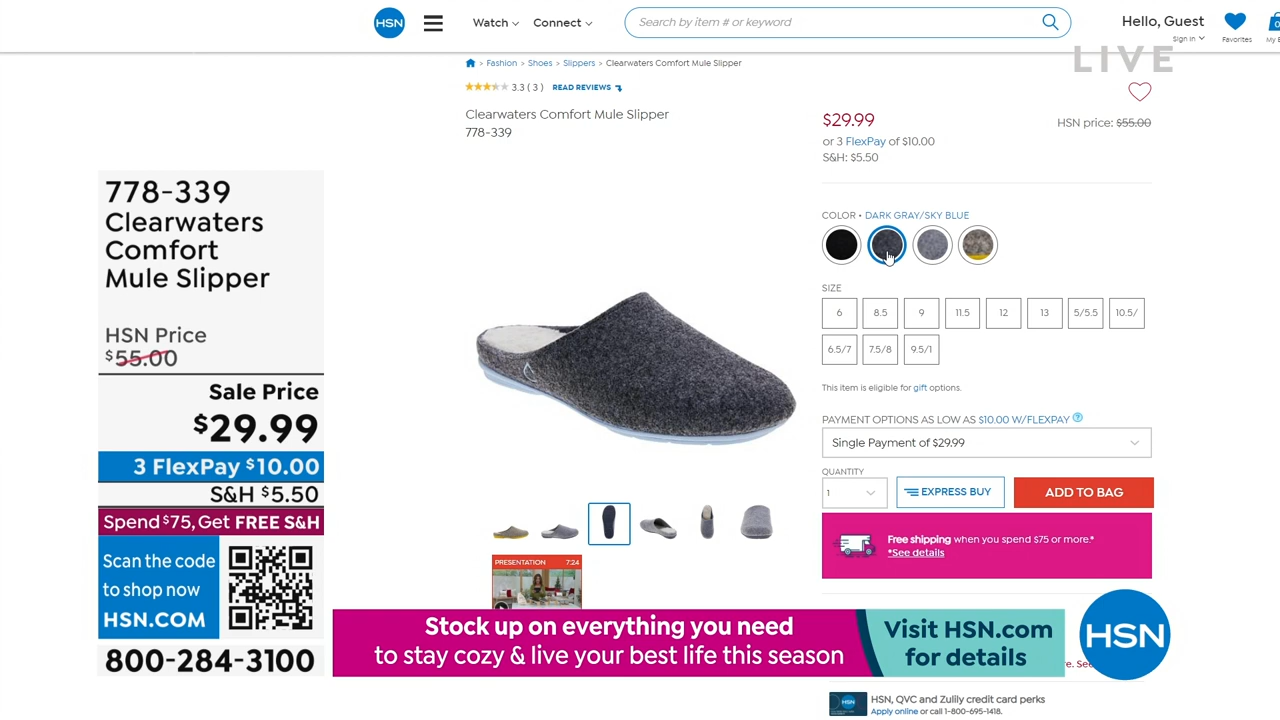 HSN
Watch
Connect
Search by item # or keyword
Hello, Guest
Sign In
Favorites
0
LIVE
> Fashion > Shoes > Slippers > Clearwaters Comfort Mule Slipper
3.3 ( 3 ) READ REVIEWS
Clearwaters Comfort Mule Slipper
778-339
$29.99
HSN price: $55.00
or 3 FlexPay of $10.00
S&H: $5.50
COLOR • DARK GRAY/SKY BLUE
SIZE
6 8.5 9 11.5 12 13 5/5.5 10.5/
6.5/7 7.5/8 9.5/1
This item is eligible for gift options.
PAYMENT OPTIONS AS LOW AS $10.00 W/FLEXPAY ?
Single Payment of $29.99
QUANTITY
1
EXPRESS BUY
ADD TO BAG
Free shipping when you spend $75 or more.*
*See details
778-339
Clearwaters
Comfort
Mule Slipper
HSN Price
$55.00
Sale Price
$29.99
3 FlexPay $10.00
S&H $5.50
Spend $75, Get FREE S&H
Scan the code
to shop now
HSN.COM
800-284-3100
PRESENTATION 7:24
Stock up on everything you need
to stay cozy & live your best life this season
Visit HSN.com
for details
HSN
HSN
HSN, QVC and Zulily credit card perks
Apply online or call 1-800-695-1418.